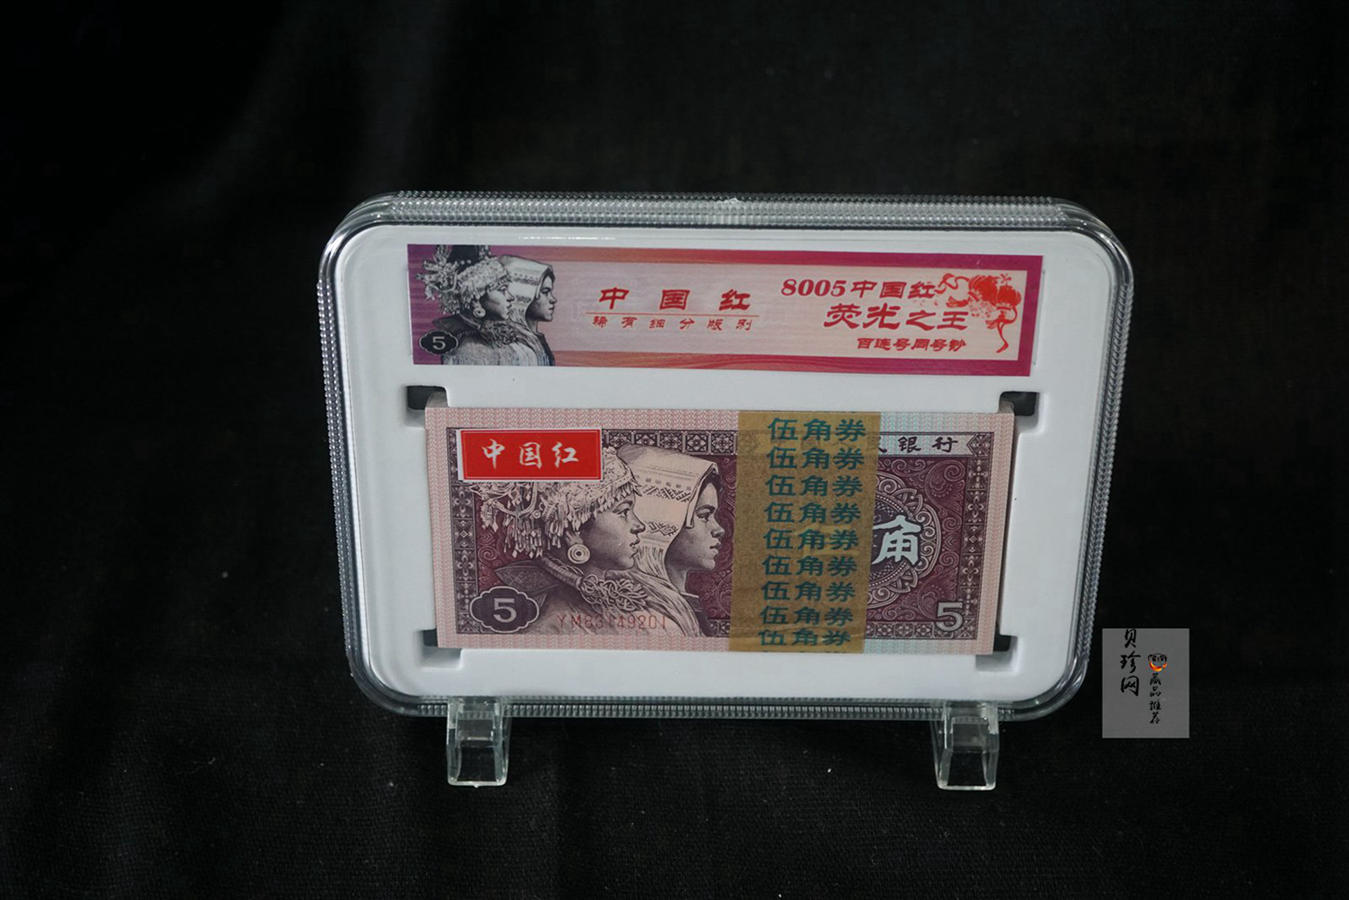 中国红
稀有细分版别
8005中国红
荧光之王
百连号同号钞
5
中国红
银行
角
5
YM83149201
5
伍角券
伍角券
伍角券
伍角券
伍角券
伍角券
伍角券
伍角券
伍角券
贝珍网
藏品推荐